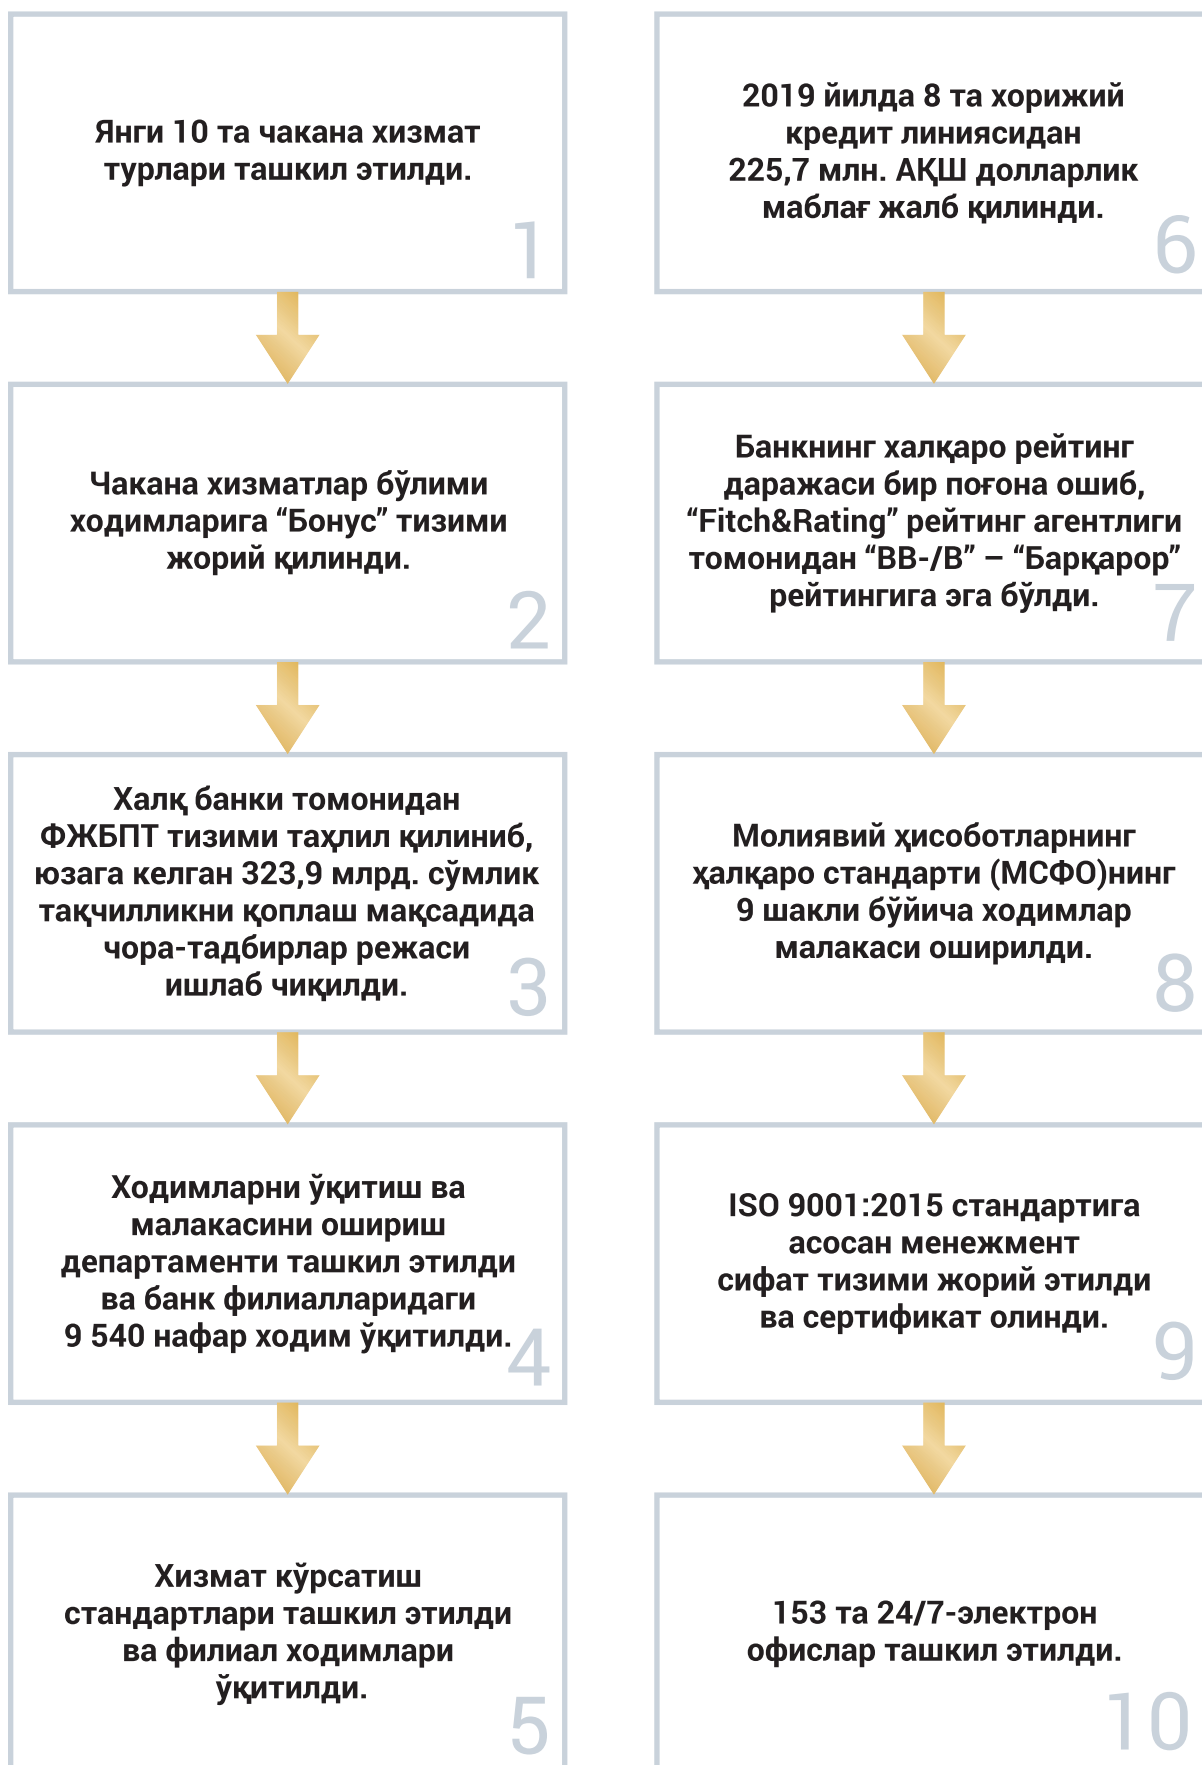 Янги 10 та чакана хизмат
турлари ташкил этилди.
1
Чакана хизматлар бўлими
ходимларига “Бонус” тизими
жорий қилинди.
2
Халқ банки томонидан
ФЖБПТ тизими таҳлил қилиниб,
юзага келган 323,9 млрд. сўмлик
тақчилликни қоплаш мақсадида
чора-тадбирлар режаси
ишлаб чиқилди.
3
Ходимларни ўқитиш ва
малакасини ошириш
департаменти ташкил этилди
ва банк филиалларидаги
9 540 нафар ходим ўқитилди.
4
Хизмат кўрсатиш
стандартлари ташкил этилди
ва филиал ходимлари
ўқитилди.
5
2019 йилда 8 та хорижий
кредит линиясидан
225,7 млн. АҚШ долларлик
маблағ жалб қилинди.
6
Банкнинг халқаро рейтинг
даражаси бир поғона ошиб,
“Fitch&Rating” рейтинг агентлиги
томонидан “BB-/B” – “Барқарор”
рейтингига эга бўлди.
7
Молиявий ҳисоботларнинг
ҳалқаро стандарти (МСФО)нинг
9 шакли бўйича ходимлар
малакаси оширилди.
8
ISO 9001:2015 стандартига
асосан менежмент
сифат тизими жорий этилди
ва сертификат олинди.
9
153 та 24/7-электрон
офислар ташкил этилди.
10